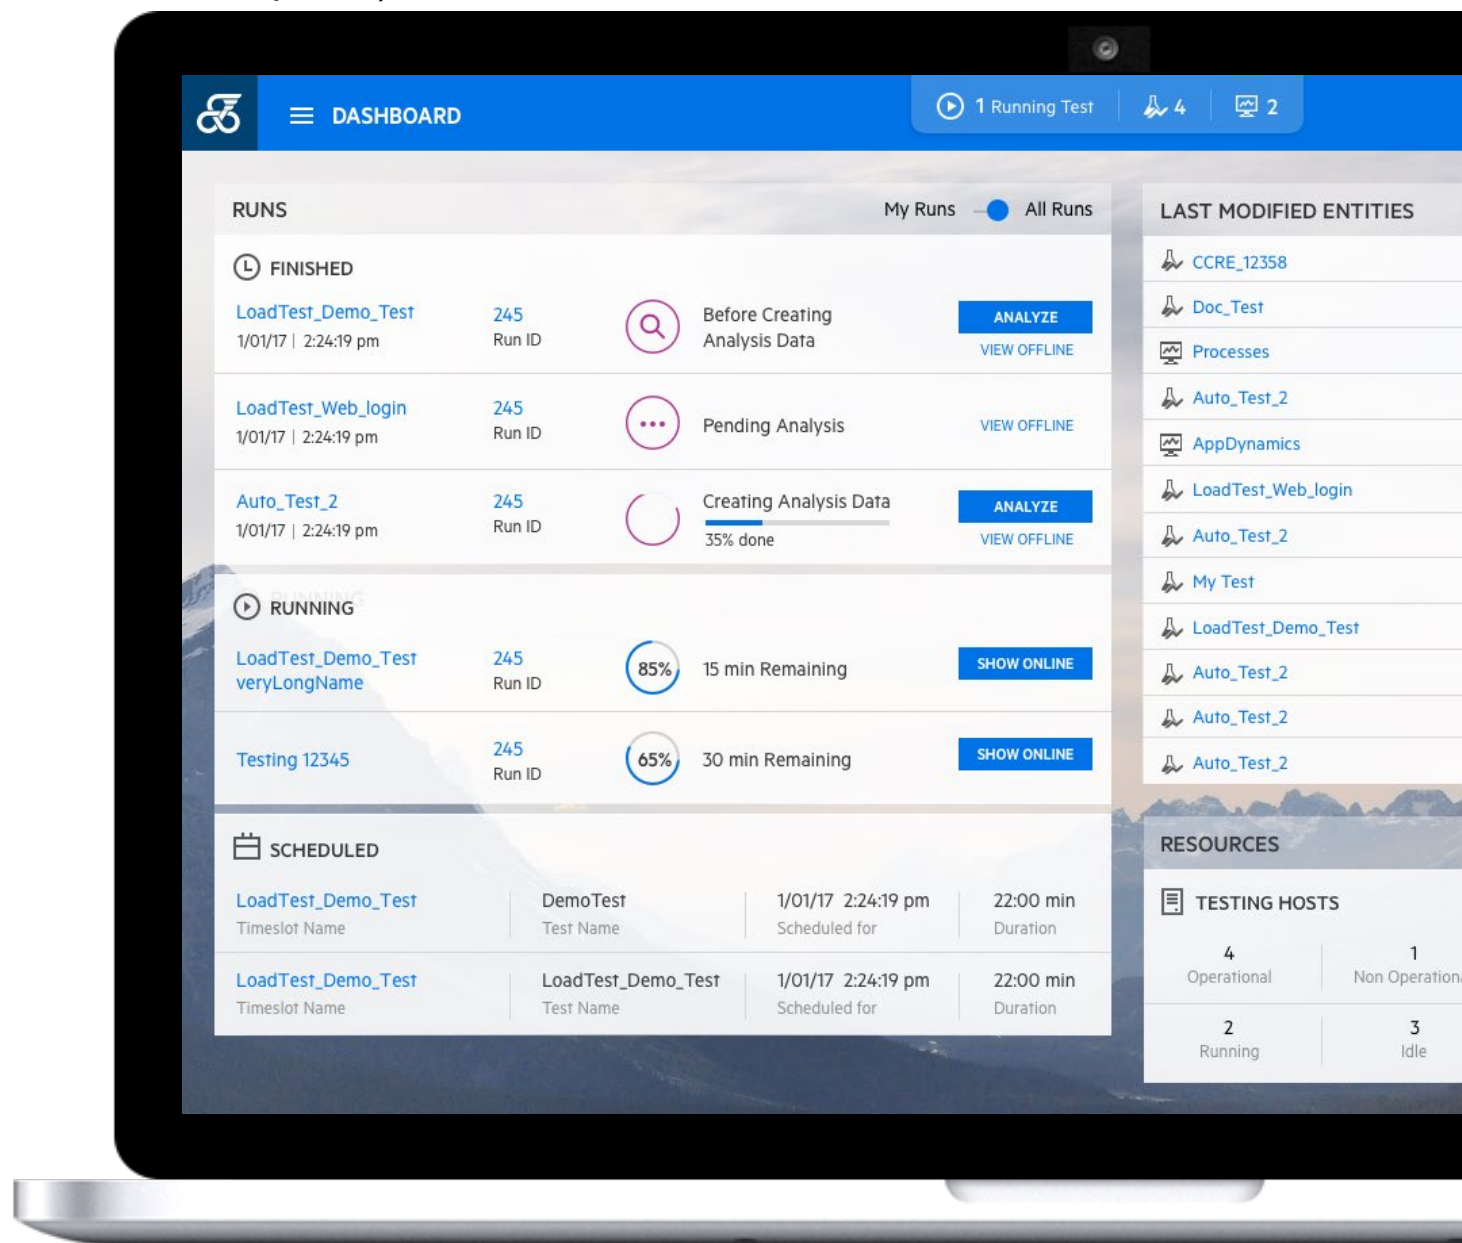 DASHBOARD
1 Running Test
4
2
RUNS
My Runs
All Runs
FINISHED
LoadTest_Demo_Test
1/01/17 | 2:24:19 pm
245
Run ID
Before Creating
Analysis Data
ANALYZE
VIEW OFFLINE
LoadTest_Web_login
1/01/17 | 2:24:19 pm
245
Run ID
Pending Analysis
VIEW OFFLINE
Auto_Test_2
1/01/17 | 2:24:19 pm
245
Run ID
Creating Analysis Data
35% done
ANALYZE
VIEW OFFLINE
RUNNING
LoadTest_Demo_Test
veryLongName
245
Run ID
85%
15 min Remaining
SHOW ONLINE
Testing 12345
245
Run ID
65%
30 min Remaining
SHOW ONLINE
SCHEDULED
LoadTest_Demo_Test
Timeslot Name
DemoTest
Test Name
1/01/17 2:24:19 pm
Scheduled for
22:00 min
Duration
LoadTest_Demo_Test
Timeslot Name
LoadTest_Demo_Test
Test Name
1/01/17 2:24:19 pm
Scheduled for
22:00 min
Duration
LAST MODIFIED ENTITIES
CCRE_12358
Doc_Test
Processes
Auto_Test_2
AppDynamics
LoadTest_Web_login
Auto_Test_2
My Test
LoadTest_Demo_Test
Auto_Test_2
Auto_Test_2
Auto_Test_2
RESOURCES
TESTING HOSTS
4
Operational
1
Non Operation
2
Running
3
Idle